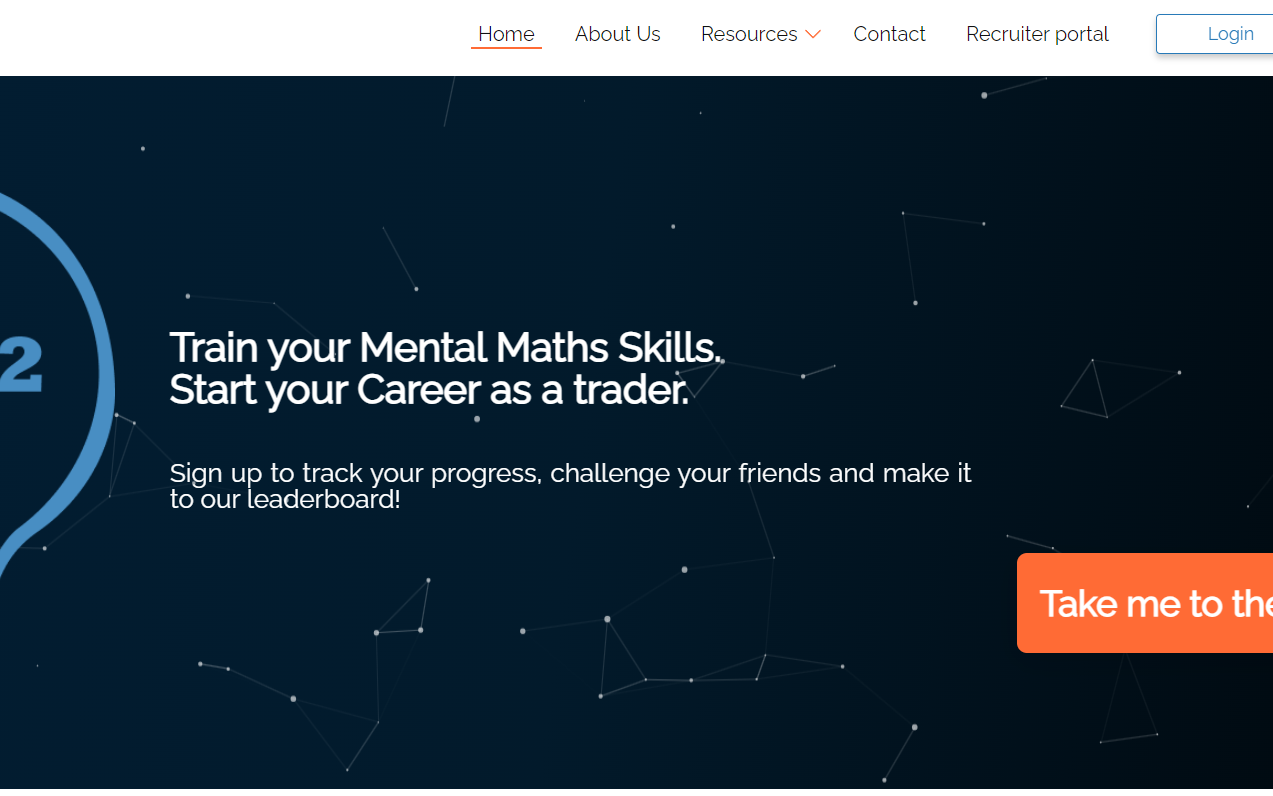 Home About Us Resources Contact Recruiter portal Login
2
Train your Mental Maths Skills.
Start your Career as a trader.
Sign up to track your progress, challenge your friends and make it
to our leaderboard!
Take me to the